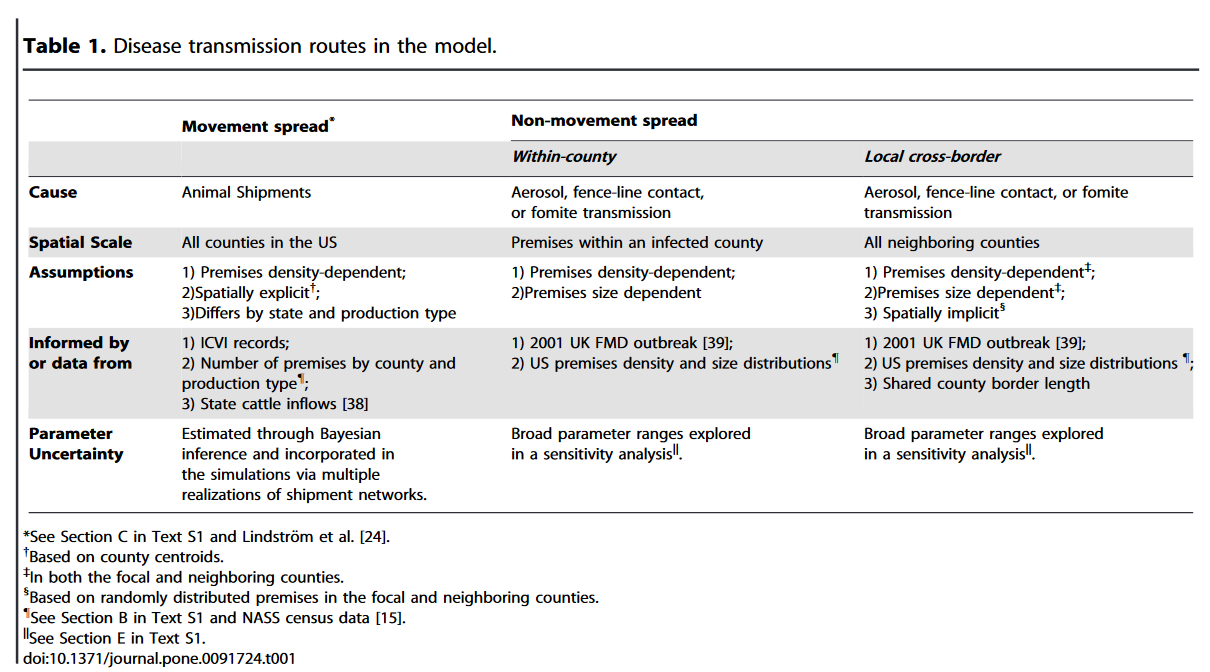 Table 1. Disease transmission routes in the model.
Movement spread* Non-movement spread
Within-county Local cross-border
Cause Animal Shipments Aerosol, fence-line contact, Aerosol, fence-line contact, or fomite
or fomite transmission transmission
Spatial Scale All counties in the US Premises within an infected county All neighboring counties
Assumptions 1) Premises density-dependent; 1) Premises density-dependent; 1) Premises density-dependent‡;
2)Spatially explicit†; 2)Premises size dependent 2)Premises size dependent‡;
3)Differs by state and production type 3) Spatially implicit§
Informed by 1) ICVI records; 1) 2001 UK FMD outbreak [39]; 1) 2001 UK FMD outbreak [39];
or data from 2) Number of premises by county and 2) US premises density and size distributions¶ 2) US premises density and size distributions ¶;
production type¶; 3) Shared county border length
3) State cattle inflows [38]
Parameter Estimated through Bayesian Broad parameter ranges explored Broad parameter ranges explored
Uncertainty inference and incorporated in in a sensitivity analysis||. in a sensitivity analysis||.
the simulations via multiple
realizations of shipment networks.
*See Section C in Text S1 and Lindström et al. [24].
†Based on county centroids.
‡In both the focal and neighboring counties.
§Based on randomly distributed premises in the focal and neighboring counties.
¶See Section B in Text S1 and NASS census data [15].
||See Section E in Text S1.
doi:10.1371/journal.pone.0091724.t001